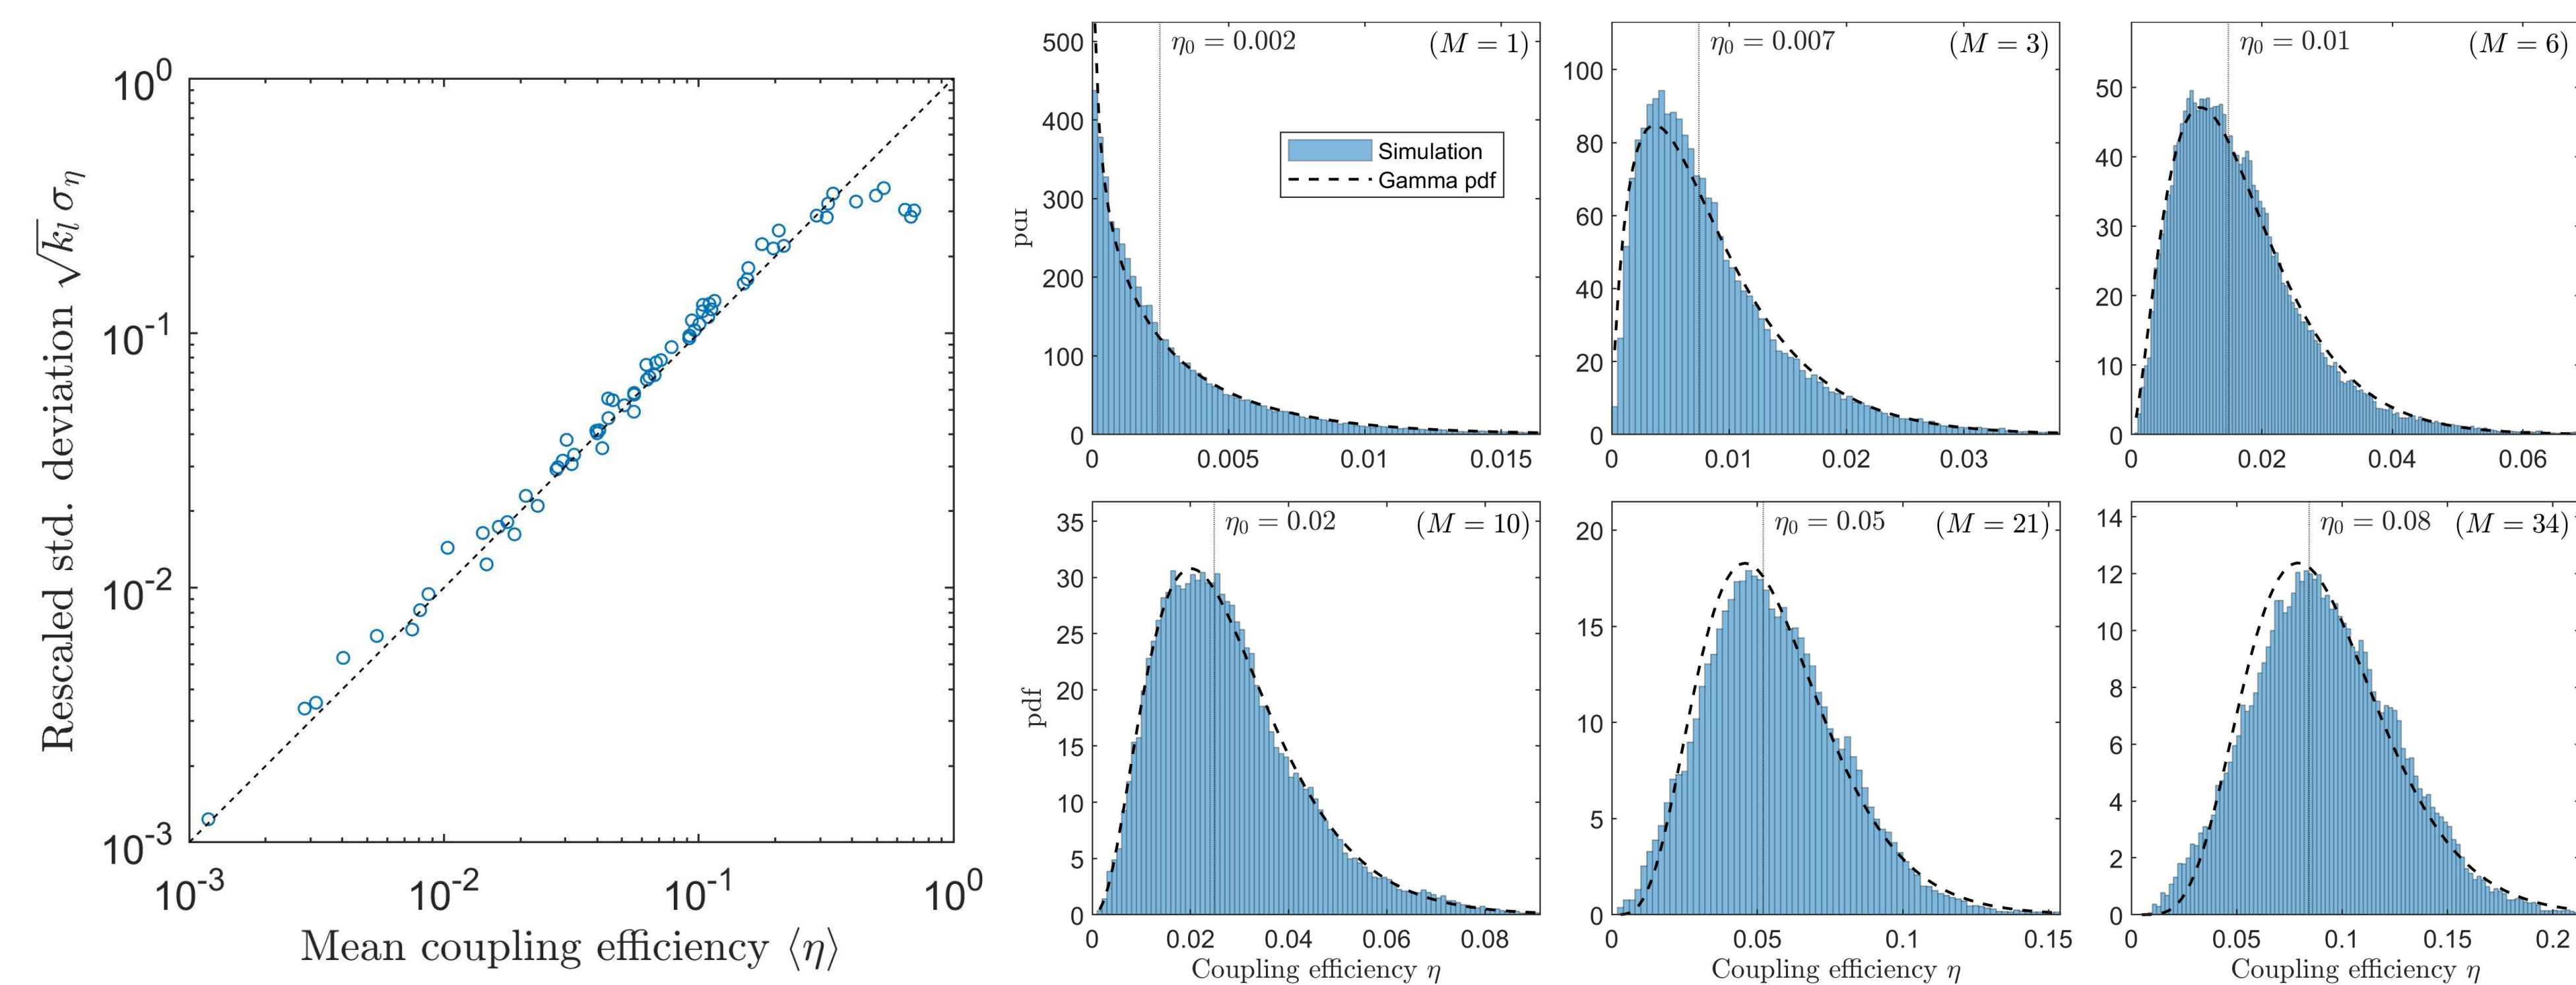 10^0
10^-1
10^-2
10^-3
10^-3 10^-2 10^-1 10^0
Rescaled std. deviation √k_l σ_η
Mean coupling efficiency ⟨η⟩
η₀ = 0.002 (M = 1)
500
400
300
200
100
0
0 0.005 0.01 0.015
Simulation
Gamma pdf
η₀ = 0.007 (M = 3)
100
80
60
40
20
0
0 0.01 0.02 0.03
η₀ = 0.01 (M = 6)
50
40
30
20
10
0
0 0.02 0.04 0.06
η₀ = 0.02 (M = 10)
pdf
35
30
25
20
15
10
5
0
0 0.02 0.04 0.06 0.08
Coupling efficiency η
η₀ = 0.05 (M = 21)
20
15
10
5
0
0 0.05 0.1 0.15
Coupling efficiency η
η₀ = 0.08 (M = 34)
14
12
10
8
6
4
2
0
0 0.05 0.1 0.15 0.2
Coupling efficiency η